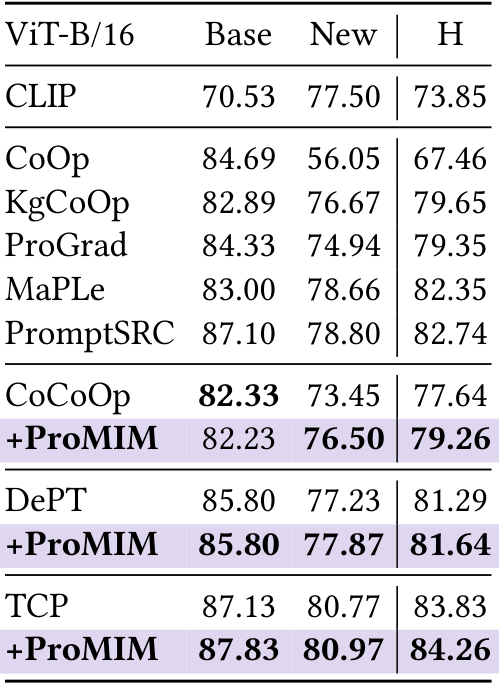 ViT-B/16 Base New H
CLIP 70.53 77.50 73.85
CoOp 84.69 56.05 67.46
KgCoOp 82.89 76.67 79.65
ProGrad 84.33 74.94 79.35
MaPLe 83.00 78.66 82.35
PromptSRC 87.10 78.80 82.74
CoCoOp 82.33 73.45 77.64
+ProMIM 82.23 76.50 79.26
DePT 85.80 77.23 81.29
+ProMIM 85.80 77.87 81.64
TCP 87.13 80.77 83.83
+ProMIM 87.83 80.97 84.26